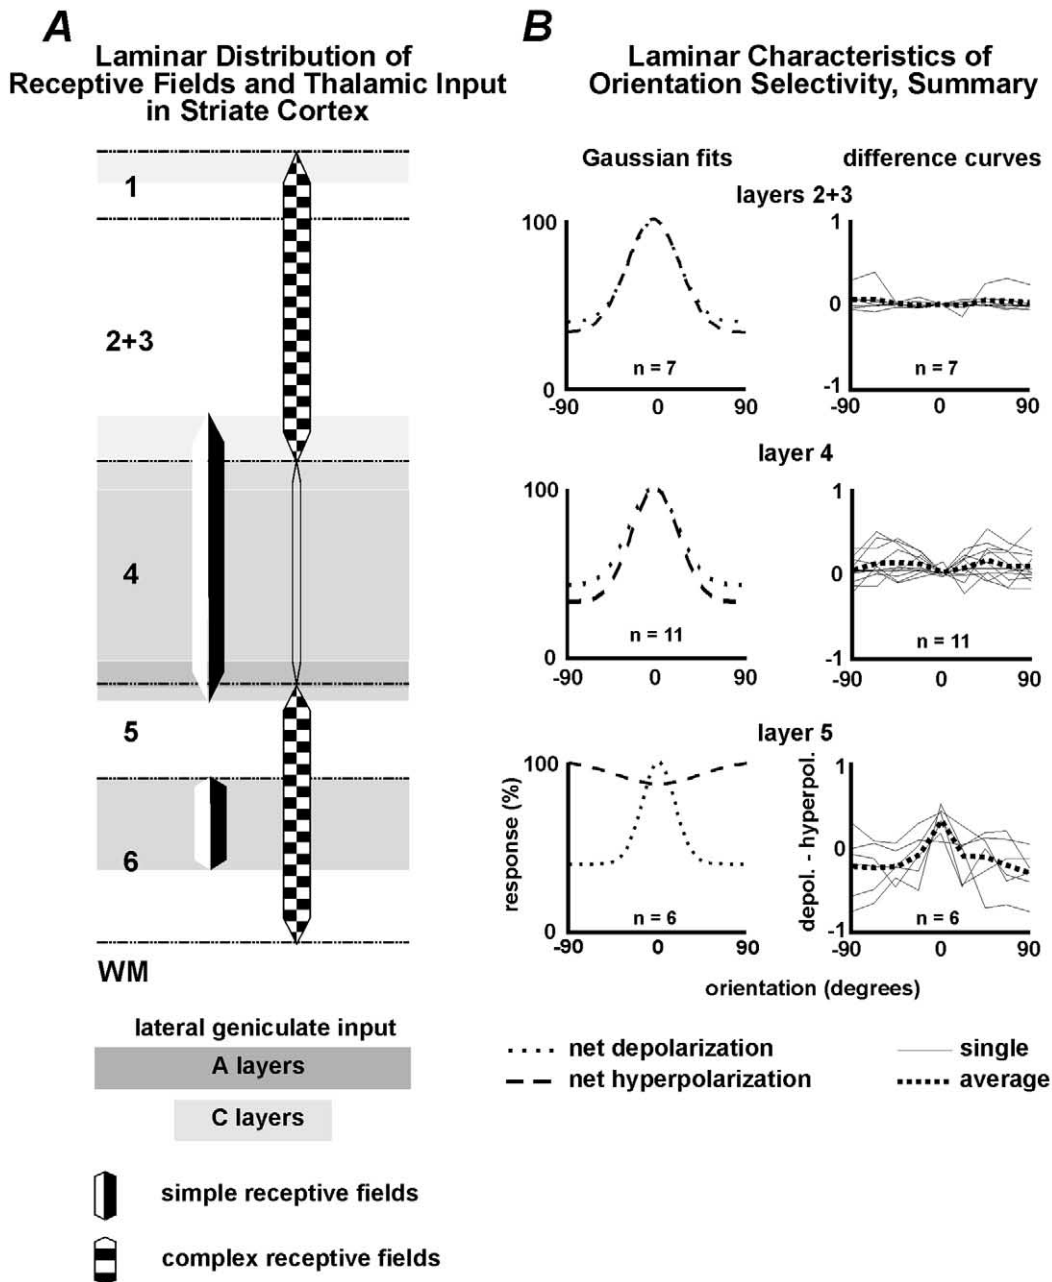 A
Laminar Distribution of
Receptive Fields and Thalamic Input
in Striate Cortex
1
2+3
4
5
6
WM
lateral geniculate input
A layers
C layers
simple receptive fields
complex receptive fields
B
Laminar Characteristics of
Orientation Selectivity, Summary
Gaussian fits
difference curves
layers 2+3
100
0
n = 7
-90
0
90
1
0
-1
n = 7
-90
0
90
layer 4
100
0
n = 11
-90
0
90
1
0
-1
n = 11
-90
0
90
layer 5
response (%)
100
0
n = 6
-90
0
90
depol. - hyperpol.
1
0
-1
n = 6
-90
0
90
orientation (degrees)
net depolarization
net hyperpolarization
single
average